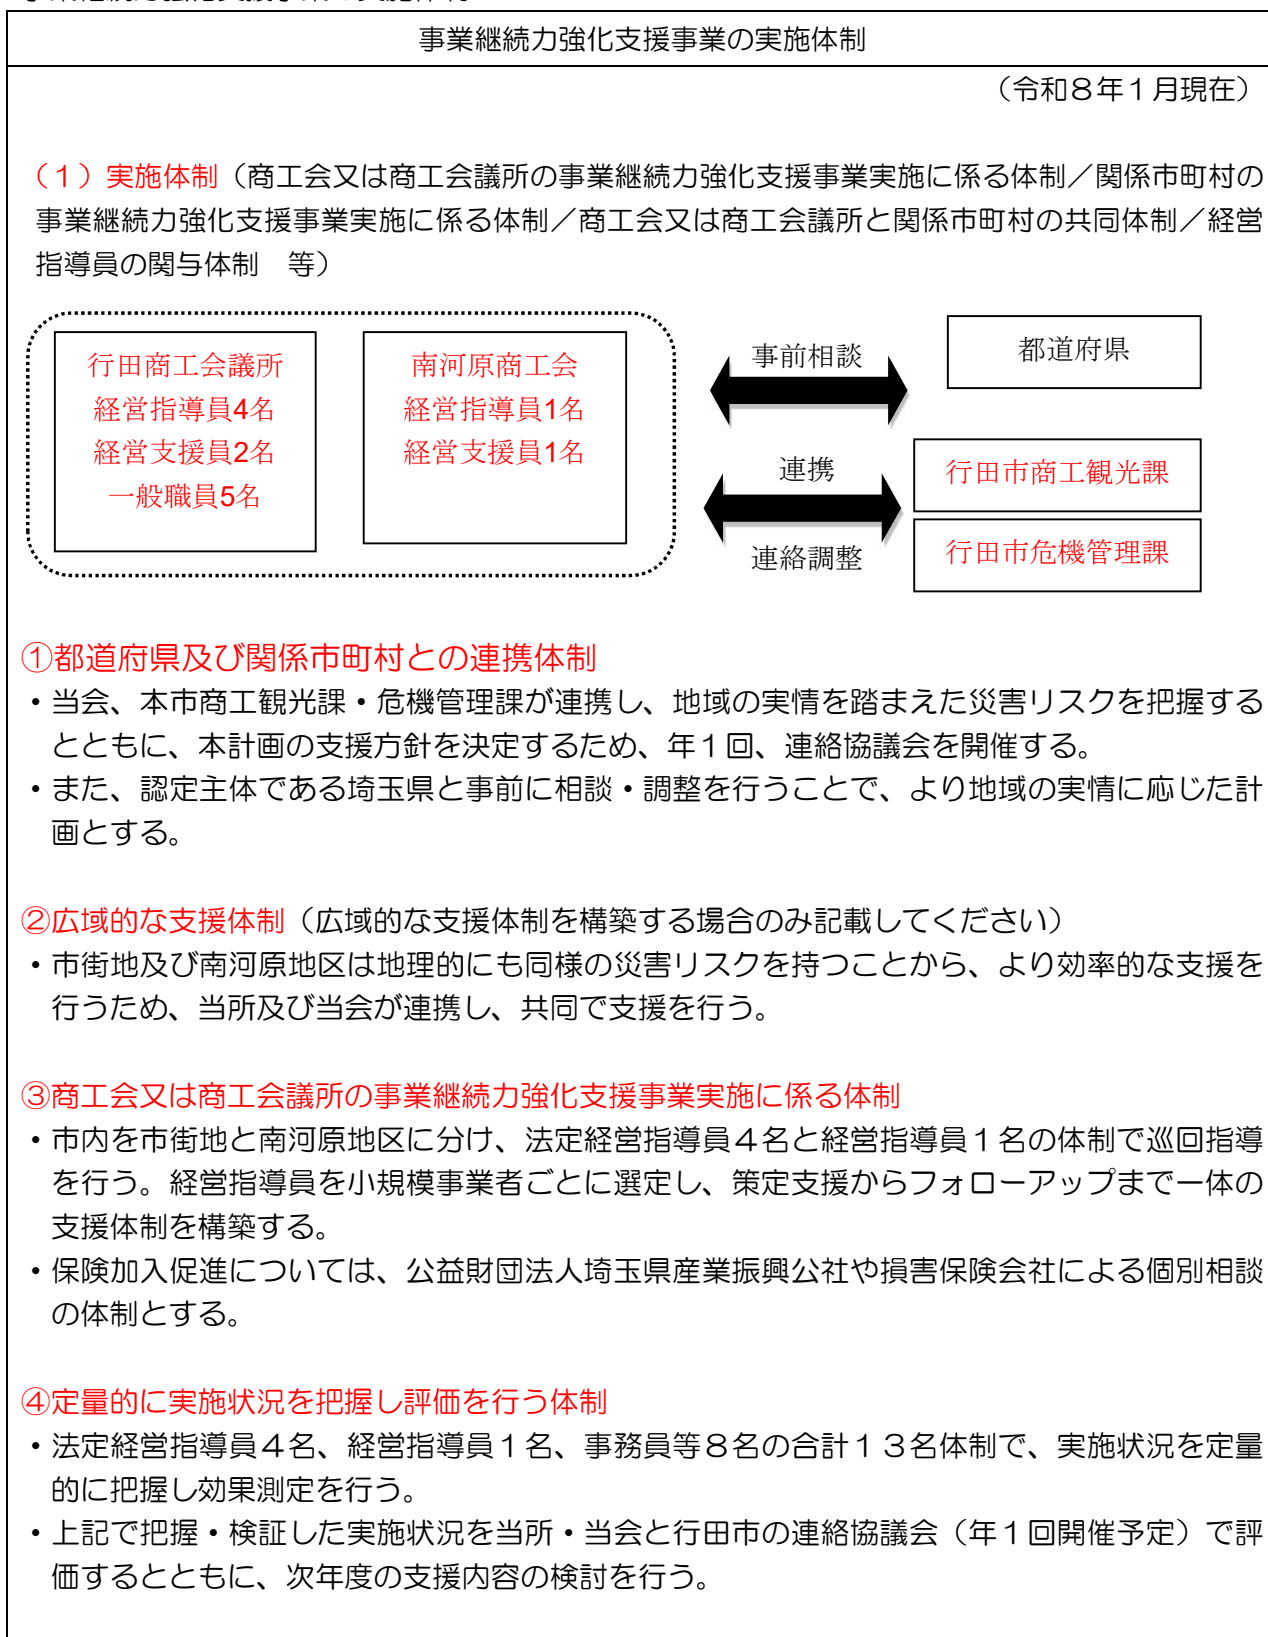 事業継続力強化支援事業の実施体制
（令和８年１月現在）
（１）実施体制（商工会又は商工会議所の事業継続力強化支援事業実施に係る体制／関係市町村の
事業継続力強化支援事業実施に係る体制／商工会又は商工会議所と関係市町村の共同体制／経営
指導員の関与体制　等）
行田商工会議所
経営指導員4名
経営支援員2名
一般職員5名
南河原商工会
経営指導員1名
経営支援員1名
事前相談
都道府県
連携
連絡調整
行田市商工観光課
行田市危機管理課
①都道府県及び関係市町村との連携体制
・当会、本市商工観光課・危機管理課が連携し、地域の実情を踏まえた災害リスクを把握する
とともに、本計画の支援方針を決定するため、年１回、連絡協議会を開催する。
・また、認定主体である埼玉県と事前に相談・調整を行うことで、より地域の実情に応じた計
画とする。
②広域的な支援体制（広域的な支援体制を構築する場合のみ記載してください）
・市街地及び南河原地区は地理的にも同様の災害リスクを持つことから、より効率的な支援を
行うため、当所及び当会が連携し、共同で支援を行う。
③商工会又は商工会議所の事業継続力強化支援事業実施に係る体制
・市内を市街地と南河原地区に分け、法定経営指導員４名と経営指導員１名の体制で巡回指導
を行う。経営指導員を小規模事業者ごとに選定し、策定支援からフォローアップまで一体の
支援体制を構築する。
・保険加入促進については、公益財団法人埼玉県産業振興公社や損害保険会社による個別相談
の体制とする。
④定量的に実施状況を把握し評価を行う体制
・法定経営指導員４名、経営指導員１名、事務員等８名の合計１３名体制で、実施状況を定量
的に把握し効果測定を行う。
・上記で把握・検証した実施状況を当所・当会と行田市の連絡協議会（年１回開催予定）で評
価するとともに、次年度の支援内容の検討を行う。